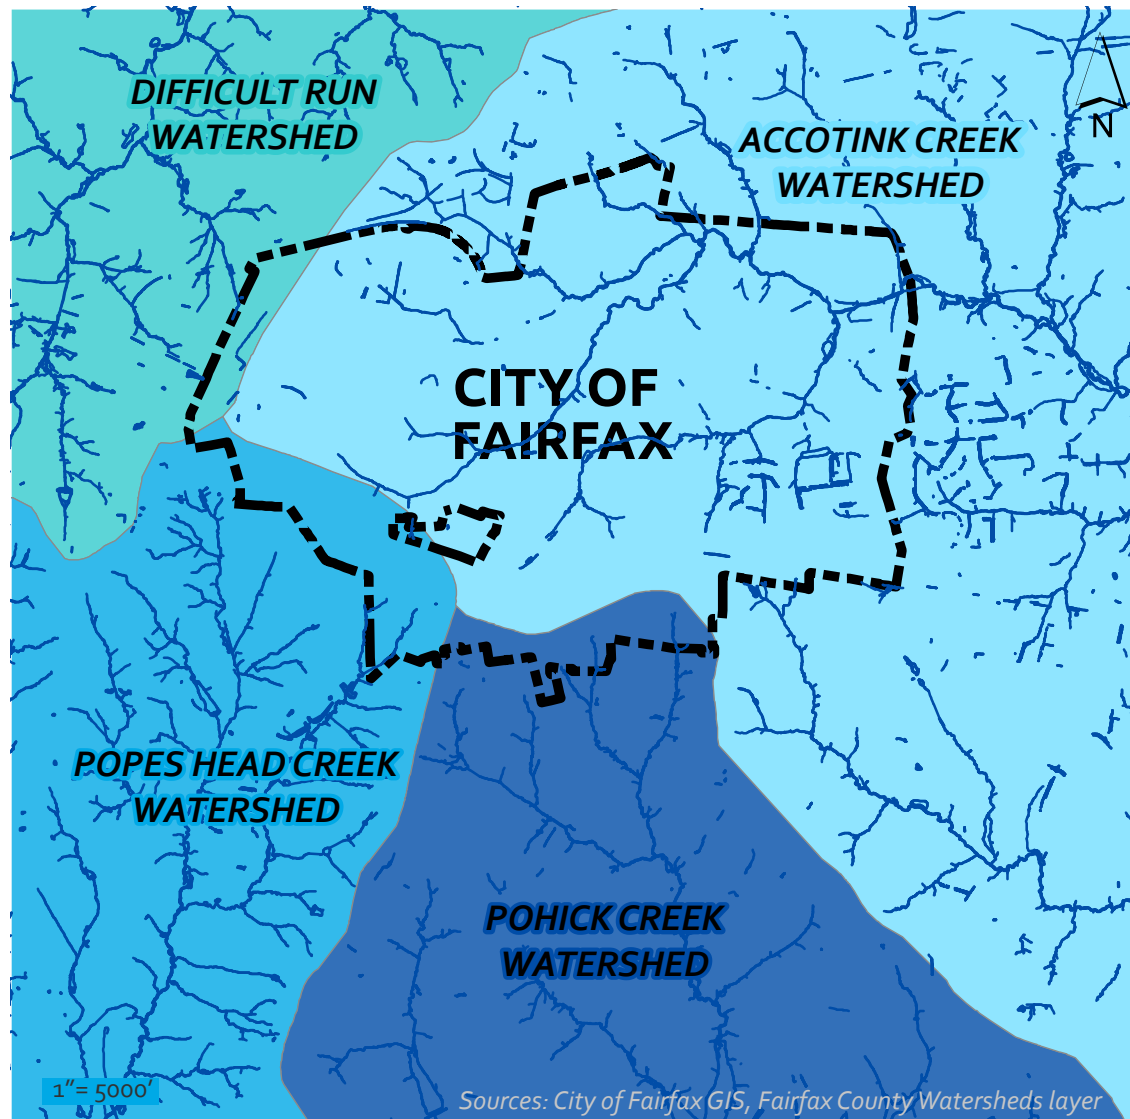 DIFFICULT RUN
WATERSHED
N
ACCOTINK CREEK
WATERSHED
CITY OF
FAIRFAX
POPES HEAD CREEK
WATERSHED
POHICK CREEK
WATERSHED
1”= 5000’
Sources: City of Fairfax GIS, Fairfax County Watersheds layer